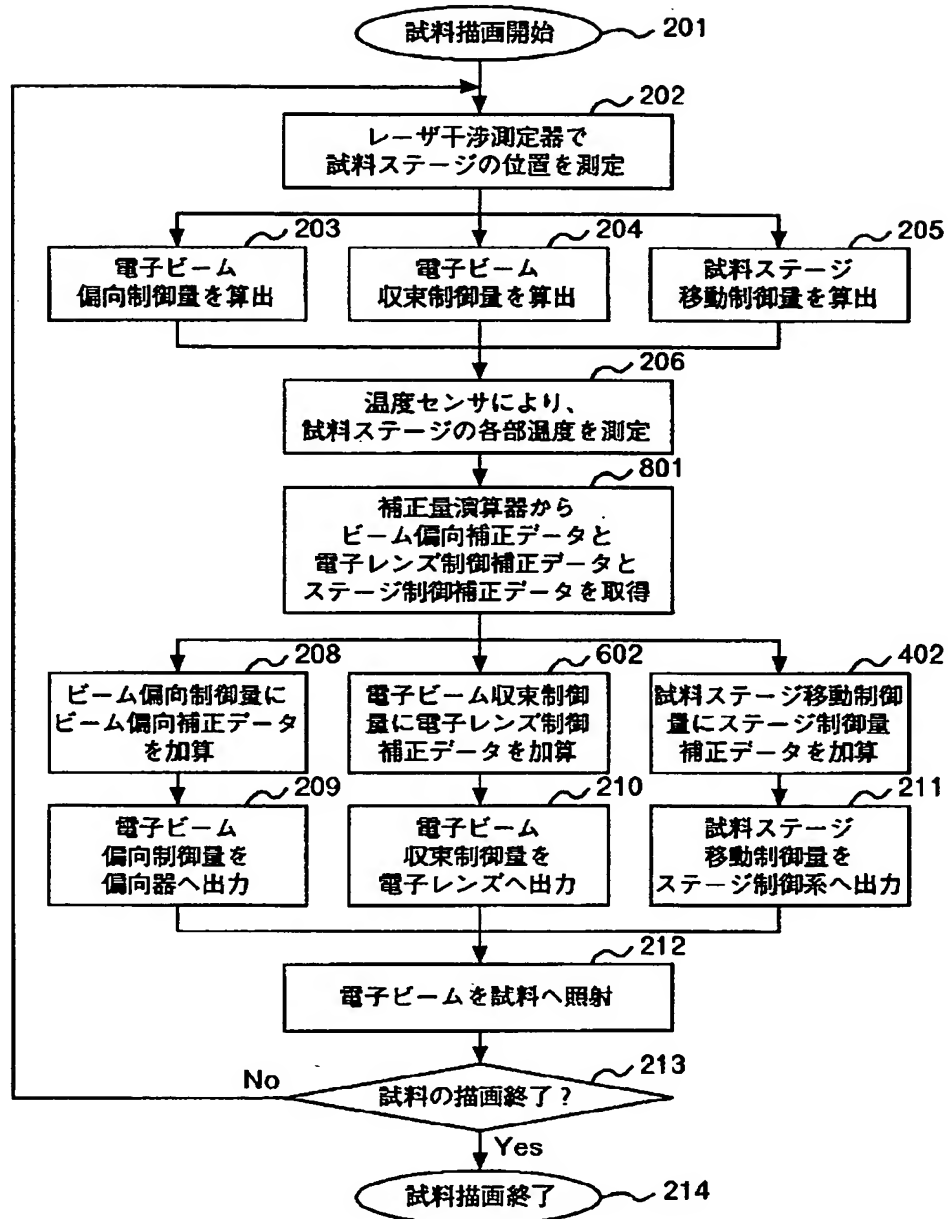 試料描画開始
201
202
レーザ干渉測定器で
試料ステージの位置を測定
203
電子ビーム
偏向制御量を算出
204
電子ビーム
収束制御量を算出
205
試料ステージ
移動制御量を算出
206
温度センサにより、
試料ステージの各部温度を測定
801
補正量演算器から
ビーム偏向補正データと
電子レンズ制御補正データと
ステージ制御補正データを取得
208
ビーム偏向制御量に
ビーム偏向補正データ
を加算
602
電子ビーム収束制御
量に電子レンズ制御
補正データを加算
402
試料ステージ移動制御
量にステージ制御量
補正データを加算
209
電子ビーム
偏向制御量を
偏向器へ出力
210
電子ビーム
収束制御量を
電子レンズへ出力
211
試料ステージ
移動制御量を
ステージ制御系へ出力
212
電子ビームを試料へ照射
213
No
試料の描画終了?
Yes
試料描画終了
214